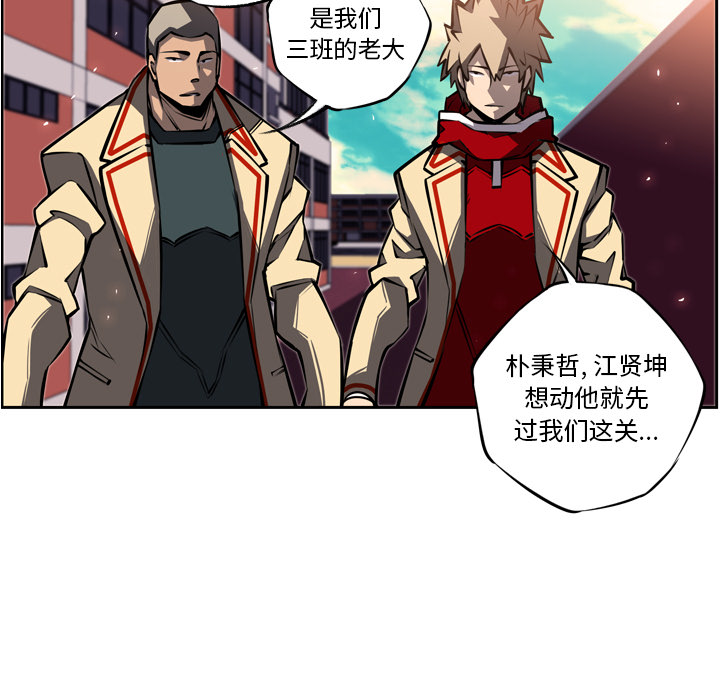 是我们
三班的老大
朴秉哲, 江贤坤
想动他就先
过我们这关...